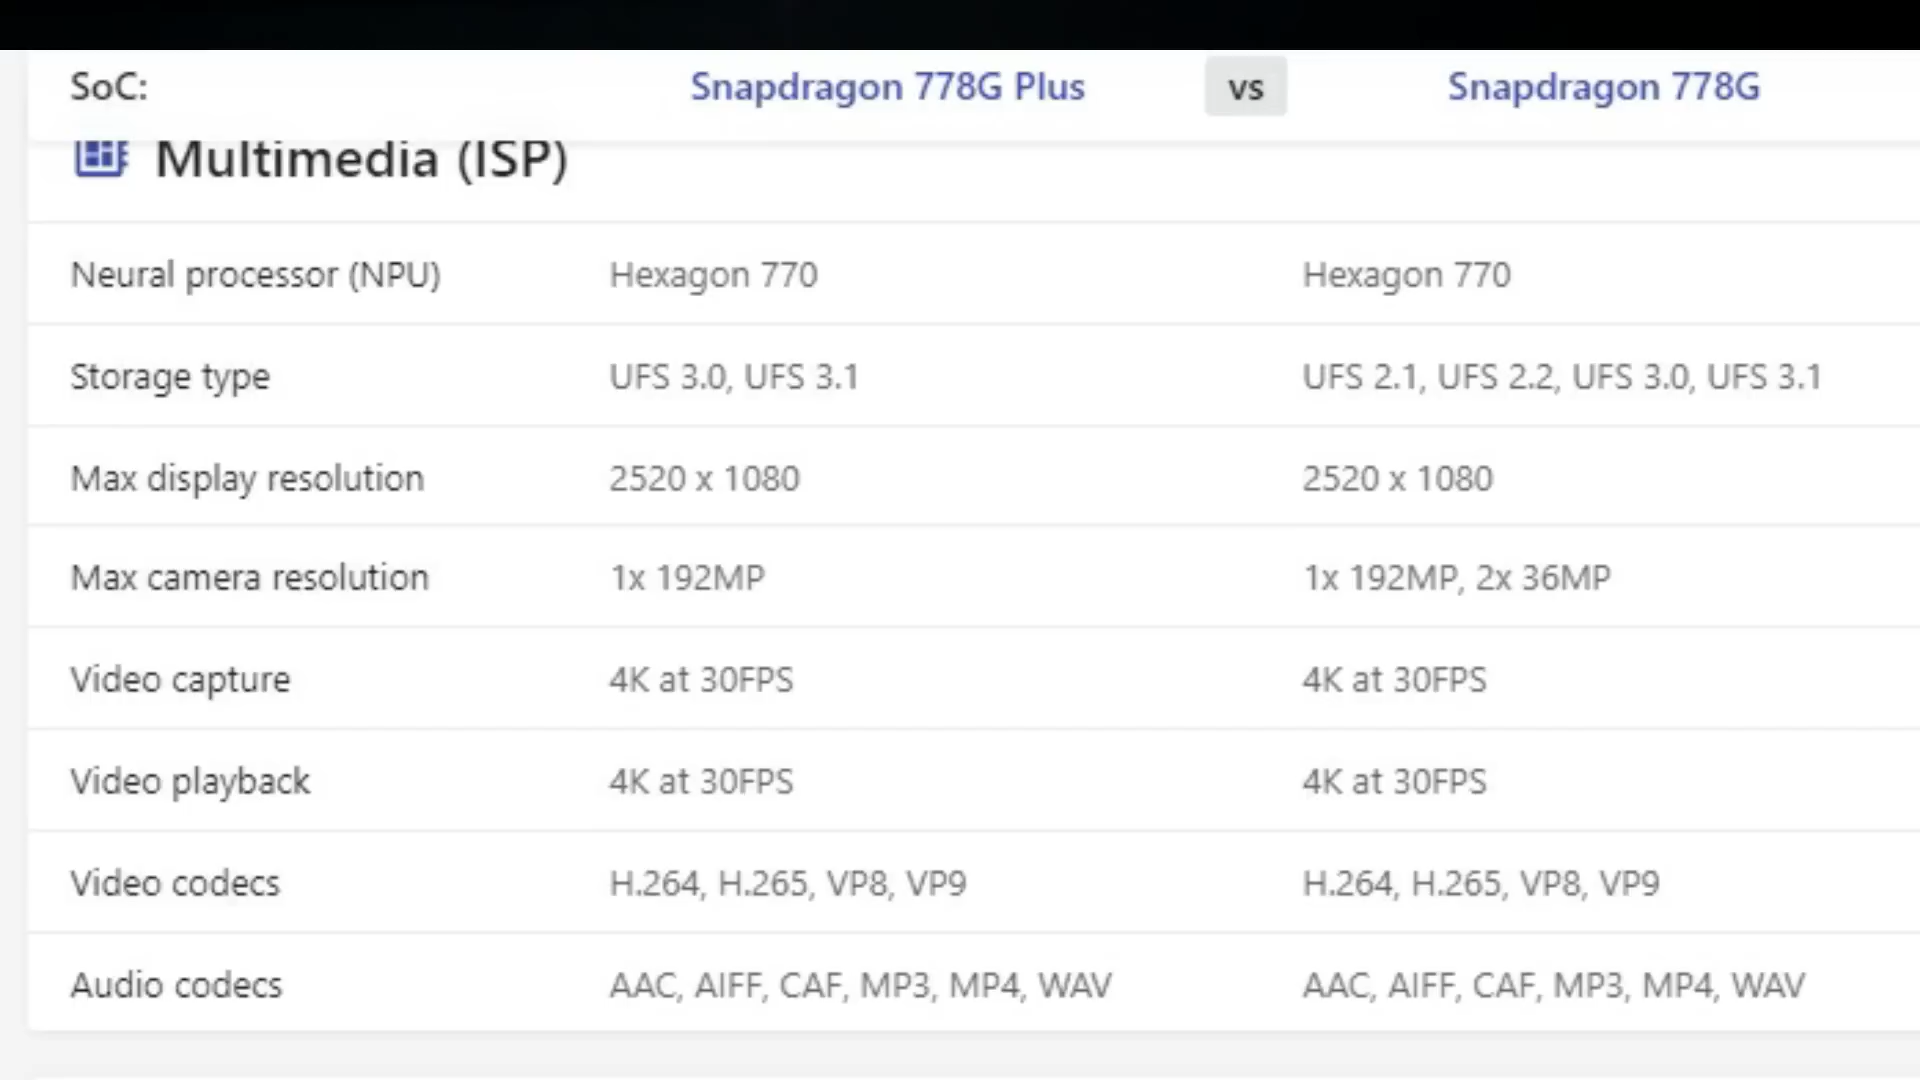 SoC: Snapdragon 778G Plus vs Snapdragon 778G
Multimedia (ISP)
Neural processor (NPU) Hexagon 770 Hexagon 770
Storage type UFS 3.0, UFS 3.1 UFS 2.1, UFS 2.2, UFS 3.0, UFS 3.1
Max display resolution 2520 x 1080 2520 x 1080
Max camera resolution 1x 192MP 1x 192MP, 2x 36MP
Video capture 4K at 30FPS 4K at 30FPS
Video playback 4K at 30FPS 4K at 30FPS
Video codecs H.264, H.265, VP8, VP9 H.264, H.265, VP8, VP9
Audio codecs AAC, AIFF, CAF, MP3, MP4, WAV AAC, AIFF, CAF, MP3, MP4, WAV